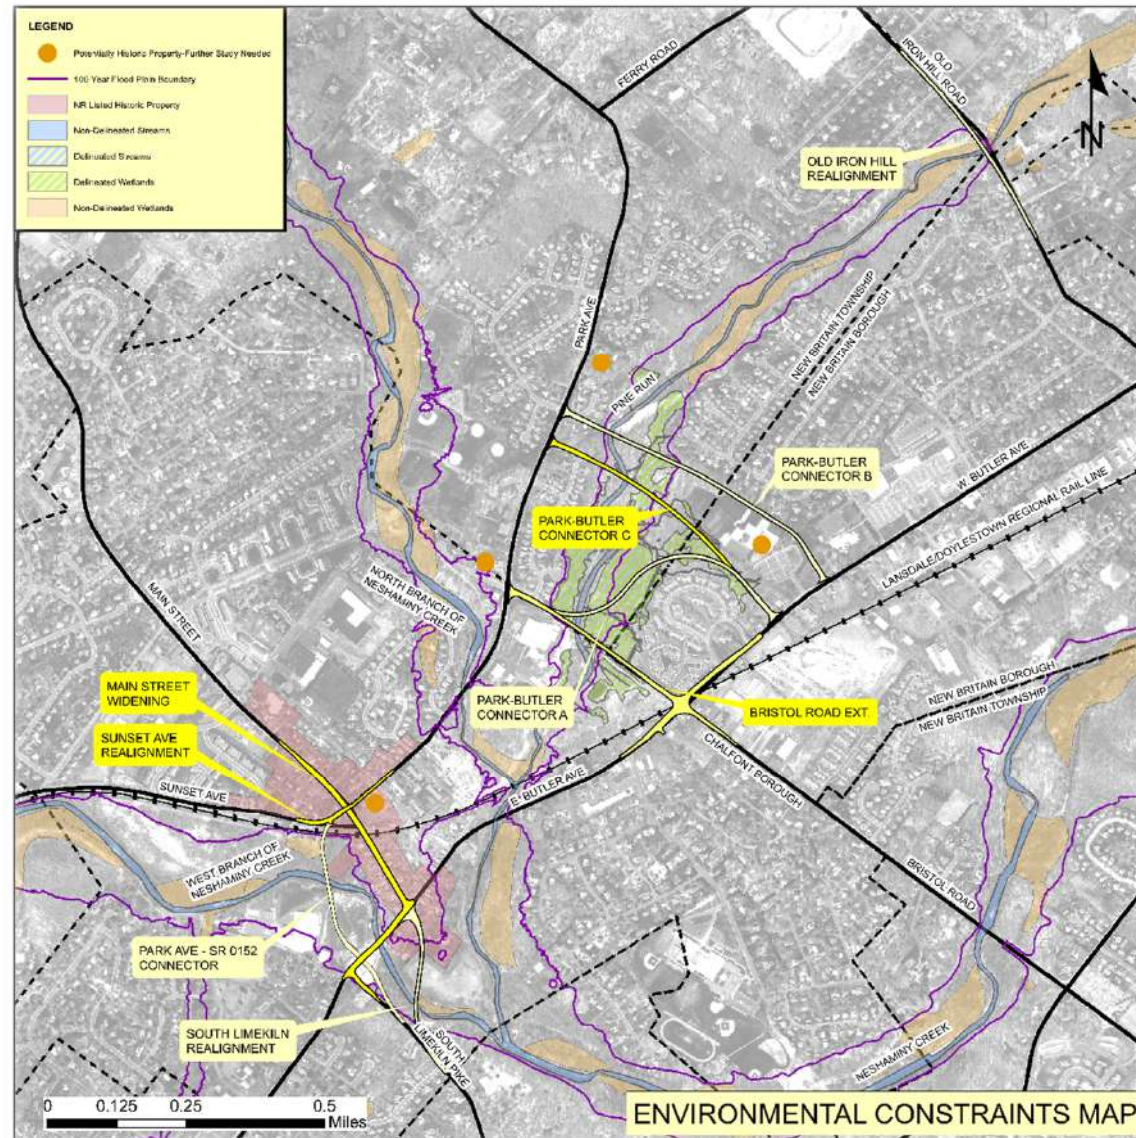 LEGEND
Potentially Historic Property-Further Study Needed
100 Year Flood Plain Boundary
NR Listed Historic Property
Non-Delineated Streams
Delineated Streams
Delineated Wetlands
Non-Delineated Wetlands
FERRY ROAD
OLD
IRON HILL ROAD
N
OLD IRON HILL
REALIGNMENT
PARK AVE
NEW BRITAIN TOWNSHIP
NEW BRITAIN BOROUGH
PINE RUN
W. BUTLER AVE
PARK-BUTLER
CONNECTOR B
LANSDALE/DOYLESTOWN REGIONAL RAIL LINE
PARK-BUTLER
CONNECTOR C
MAIN STREET
NORTH BRANCH OF
NESHAMINY CREEK
MAIN STREET
WIDENING
PARK-BUTLER
CONNECTOR A
BRISTOL ROAD EXT.
NEW BRITAIN BOROUGH
NEW BRITAIN TOWNSHIP
SUNSET AVE
REALIGNMENT
CHALFONT BOROUGH
SUNSET AVE
E. BUTLER AVE
WEST BRANCH OF
NESHAMINY CREEK
BRISTOL ROAD
PARK AVE - SR 0152
CONNECTOR
SOUTH LIMEKILN
REALIGNMENT
SOUTH
LIMEKILN PIKE
NESHAMINY CREEK
0 0.125 0.25 0.5
Miles
ENVIRONMENTAL CONSTRAINTS MAP